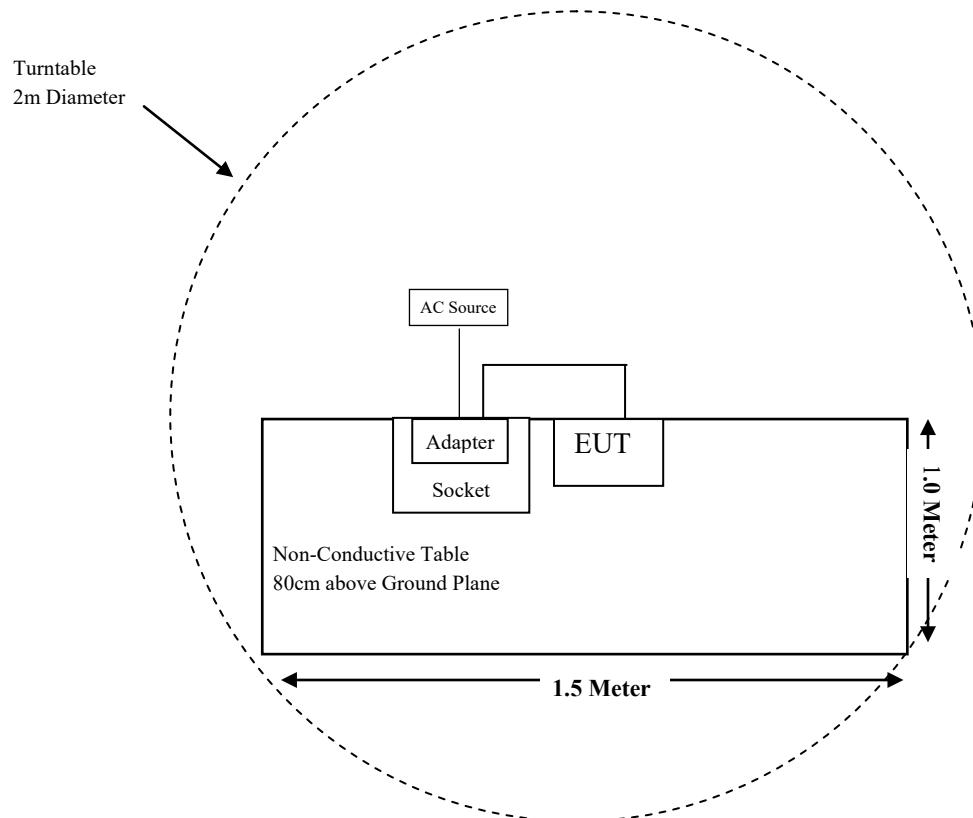 Turntable
2m Diameter
AC Source
Adapter
EUT
Socket
1.0 Meter
Non-Conductive Table
80cm above Ground Plane
1.5 Meter